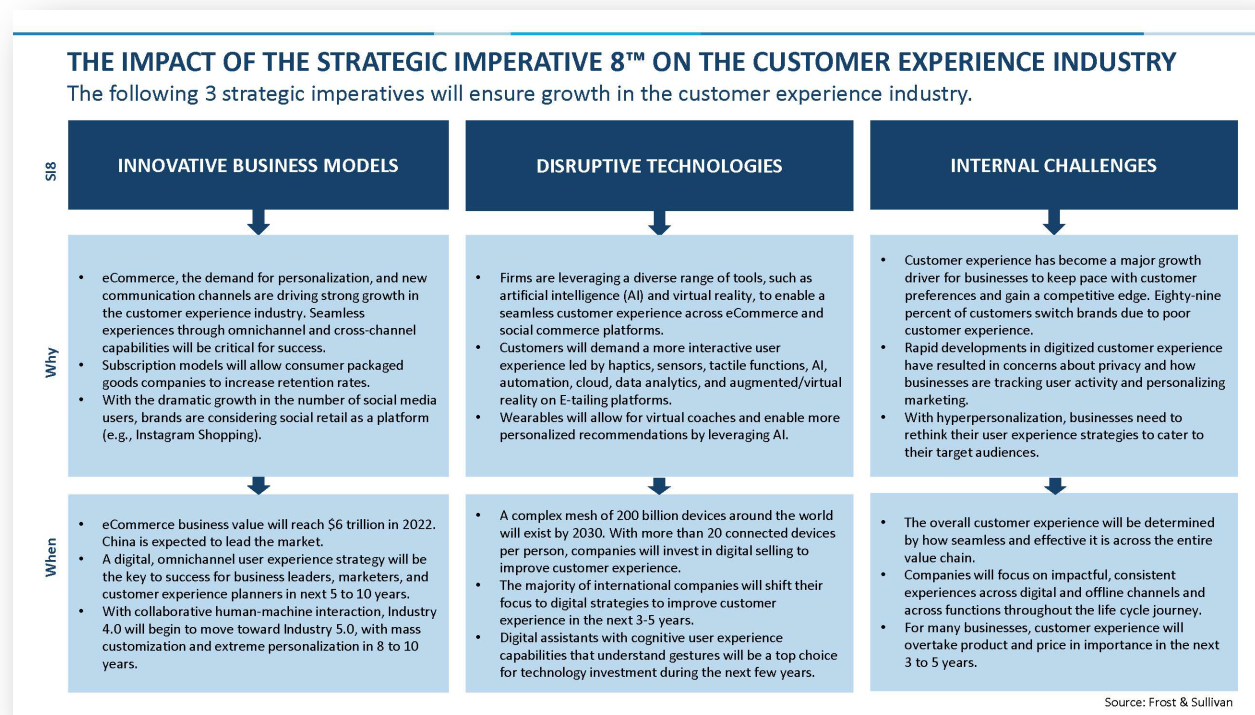 THE IMPACT OF THE STRATEGIC IMPERATIVE 8™ ON THE CUSTOMER EXPERIENCE INDUSTRY
The following 3 strategic imperatives will ensure growth in the customer experience industry.
SI8
INNOVATIVE BUSINESS MODELS
DISRUPTIVE TECHNOLOGIES
INTERNAL CHALLENGES
Why
• eCommerce, the demand for personalization, and new
communication channels are driving strong growth in
the customer experience industry. Seamless
experiences through omnichannel and cross-channel
capabilities will be critical for success.
• Subscription models will allow consumer packaged
goods companies to increase retention rates.
• With the dramatic growth in the number of social media
users, brands are considering social retail as a platform
(e.g., Instagram Shopping).
• Firms are leveraging a diverse range of tools, such as
artificial intelligence (AI) and virtual reality, to enable a
seamless customer experience across eCommerce and
social commerce platforms.
• Customers will demand a more interactive user
experience led by haptics, sensors, tactile functions, AI,
automation, cloud, data analytics, and augmented/virtual
reality on E-tailing platforms.
• Wearables will allow for virtual coaches and enable more
personalized recommendations by leveraging AI.
• Customer experience has become a major growth
driver for businesses to keep pace with customer
preferences and gain a competitive edge. Eighty-nine
percent of customers switch brands due to poor
customer experience.
• Rapid developments in digitized customer experience
have resulted in concerns about privacy and how
businesses are tracking user activity and personalizing
marketing.
• With hyperpersonalization, businesses need to
rethink their user experience strategies to cater to
their target audiences.
When
• eCommerce business value will reach $6 trillion in 2022.
China is expected to lead the market.
• A digital, omnichannel user experience strategy will be
the key to success for business leaders, marketers, and
customer experience planners in next 5 to 10 years.
• With collaborative human-machine interaction, Industry
4.0 will begin to move toward Industry 5.0, with mass
customization and extreme personalization in 8 to 10
years.
• A complex mesh of 200 billion devices around the world
will exist by 2030. With more than 20 connected devices
per person, companies will invest in digital selling to
improve customer experience.
• The majority of international companies will shift their
focus to digital strategies to improve customer
experience in the next 3-5 years.
• Digital assistants with cognitive user experience
capabilities that understand gestures will be a top choice
for technology investment during the next few years.
• The overall customer experience will be determined
by how seamless and effective it is across the entire
value chain.
• Companies will focus on impactful, consistent
experiences across digital and offline channels and
across functions throughout the life cycle journey.
• For many businesses, customer experience will
overtake product and price in importance in the next
3 to 5 years.
Source: Frost & Sullivan